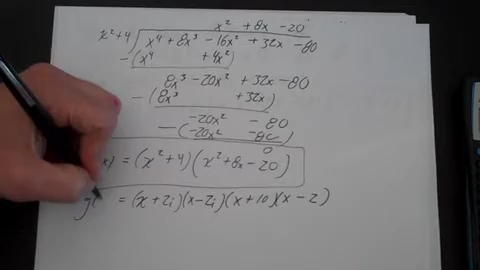 x² + 8x - 20
x² + 4 ) x⁴ + 8x³ - 16x² + 32x - 80
-(x⁴ + 4x²)
8x³ - 20x² + 32x - 80
-(8x³ + 32x)
-20x² - 80
-(-20x² - 80)
0
x) = (x² + 4)(x² + 8x - 20)
g( = (x + 2i)(x - 2i)(x + 10)(x - 2)